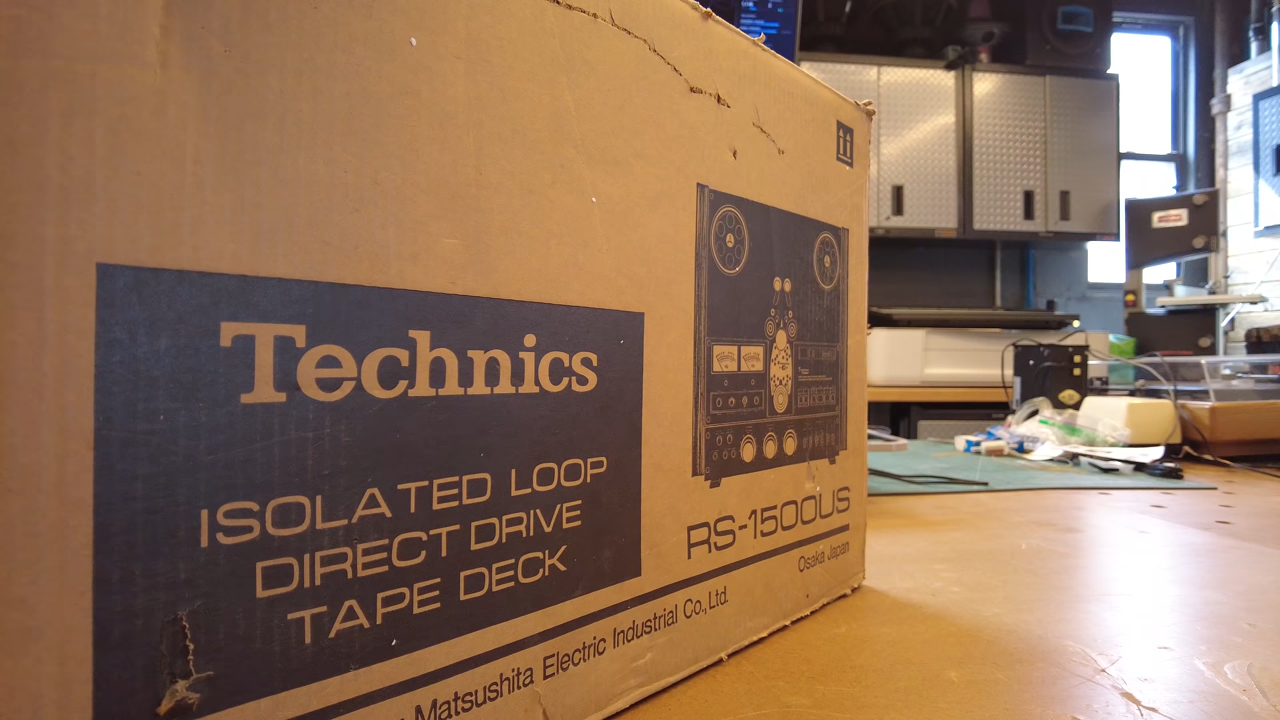 Technics
ISOLATED LOOP
DIRECT DRIVE
TAPE DECK
RS-1500US
Matsushita Electric Industrial Co., Ltd.
Osaka Japan